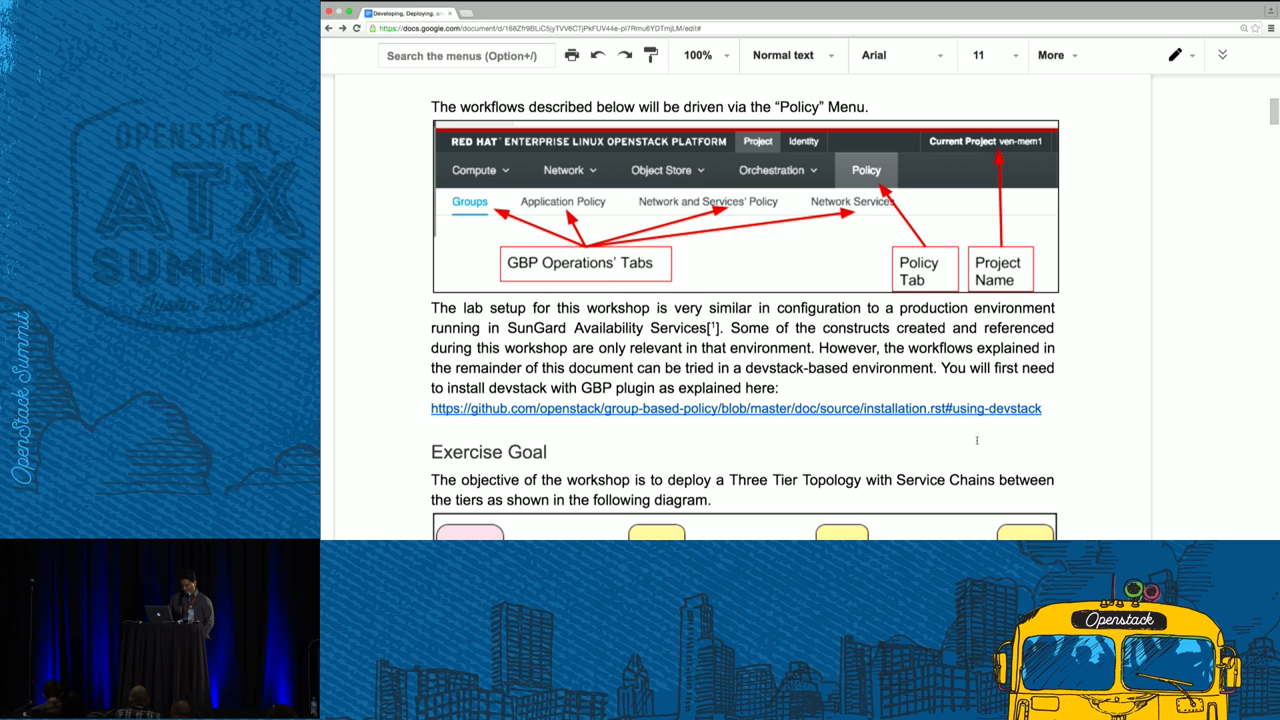 Developing, Deploying, an
https://docs.google.com/document/d/168Zfr9BLiC5jyTVV6CTjPkFUV44e-pI7Rmu6YDTmjLM/edit#
Search the menus (Option+/)
100%
Normal text
Arial
11
More
The workflows described below will be driven via the “Policy” Menu.
RED HAT ENTERPRISE LINUX OPENSTACK PLATFORM Project Identity Current Project ven-mem1
Compute Network Object Store Orchestration Policy
Groups Application Policy Network and Services' Policy Network Services
GBP Operations' Tabs
Policy
Tab
Project
Name
The lab setup for this workshop is very similar in configuration to a production environment
running in SunGard Availability Services[¹]. Some of the constructs created and referenced
during this workshop are only relevant in that environment. However, the workflows explained in
the remainder of this document can be tried in a devstack-based environment. You will first need
to install devstack with GBP plugin as explained here:
https://github.com/openstack/group-based-policy/blob/master/doc/source/installation.rst#using-devstack
Exercise Goal
The objective of the workshop is to deploy a Three Tier Topology with Service Chains between
the tiers as shown in the following diagram.
OPENSTACK
ATX
SUMMIT
Austin
OpenStack Summit
Openstack